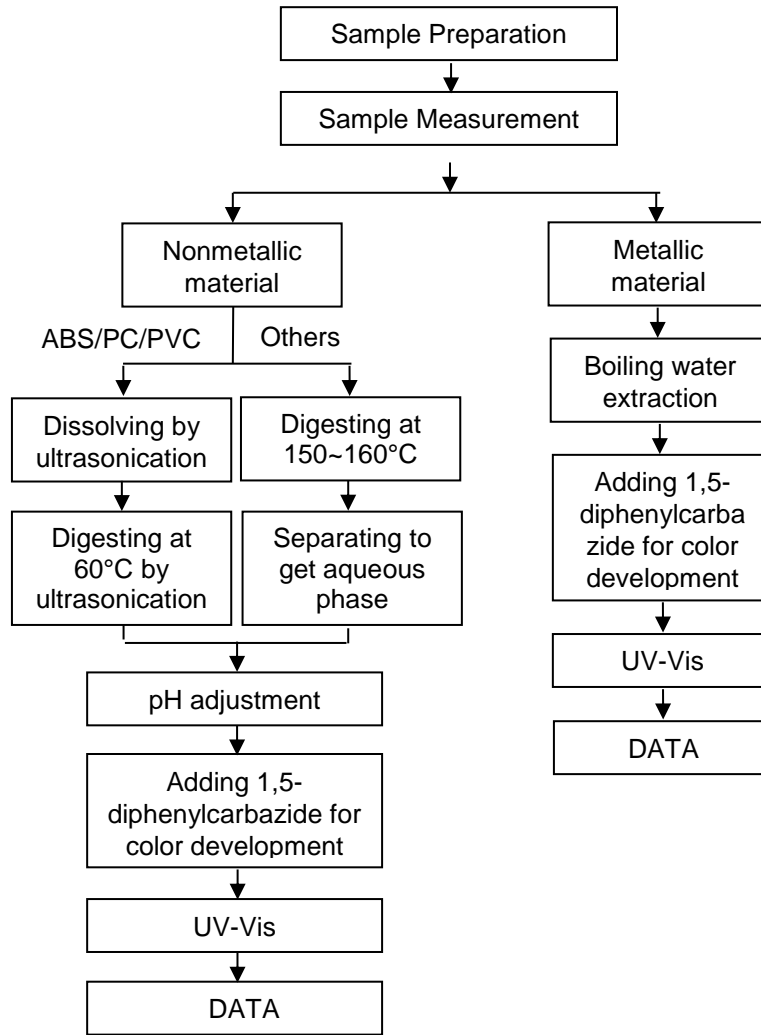 Sample Preparation
Sample Measurement
Nonmetallic
material
ABS/PC/PVC
Others
Dissolving by
ultrasonication
Digesting at
150~160°C
Digesting at
60°C by
ultrasonication
Separating to
get aqueous
phase
pH adjustment
Adding 1,5-
diphenylcarbazide for
color development
UV-Vis
DATA
Metallic
material
Boiling water
extraction
Adding 1,5-
diphenylcarba
zide for color
development
UV-Vis
DATA